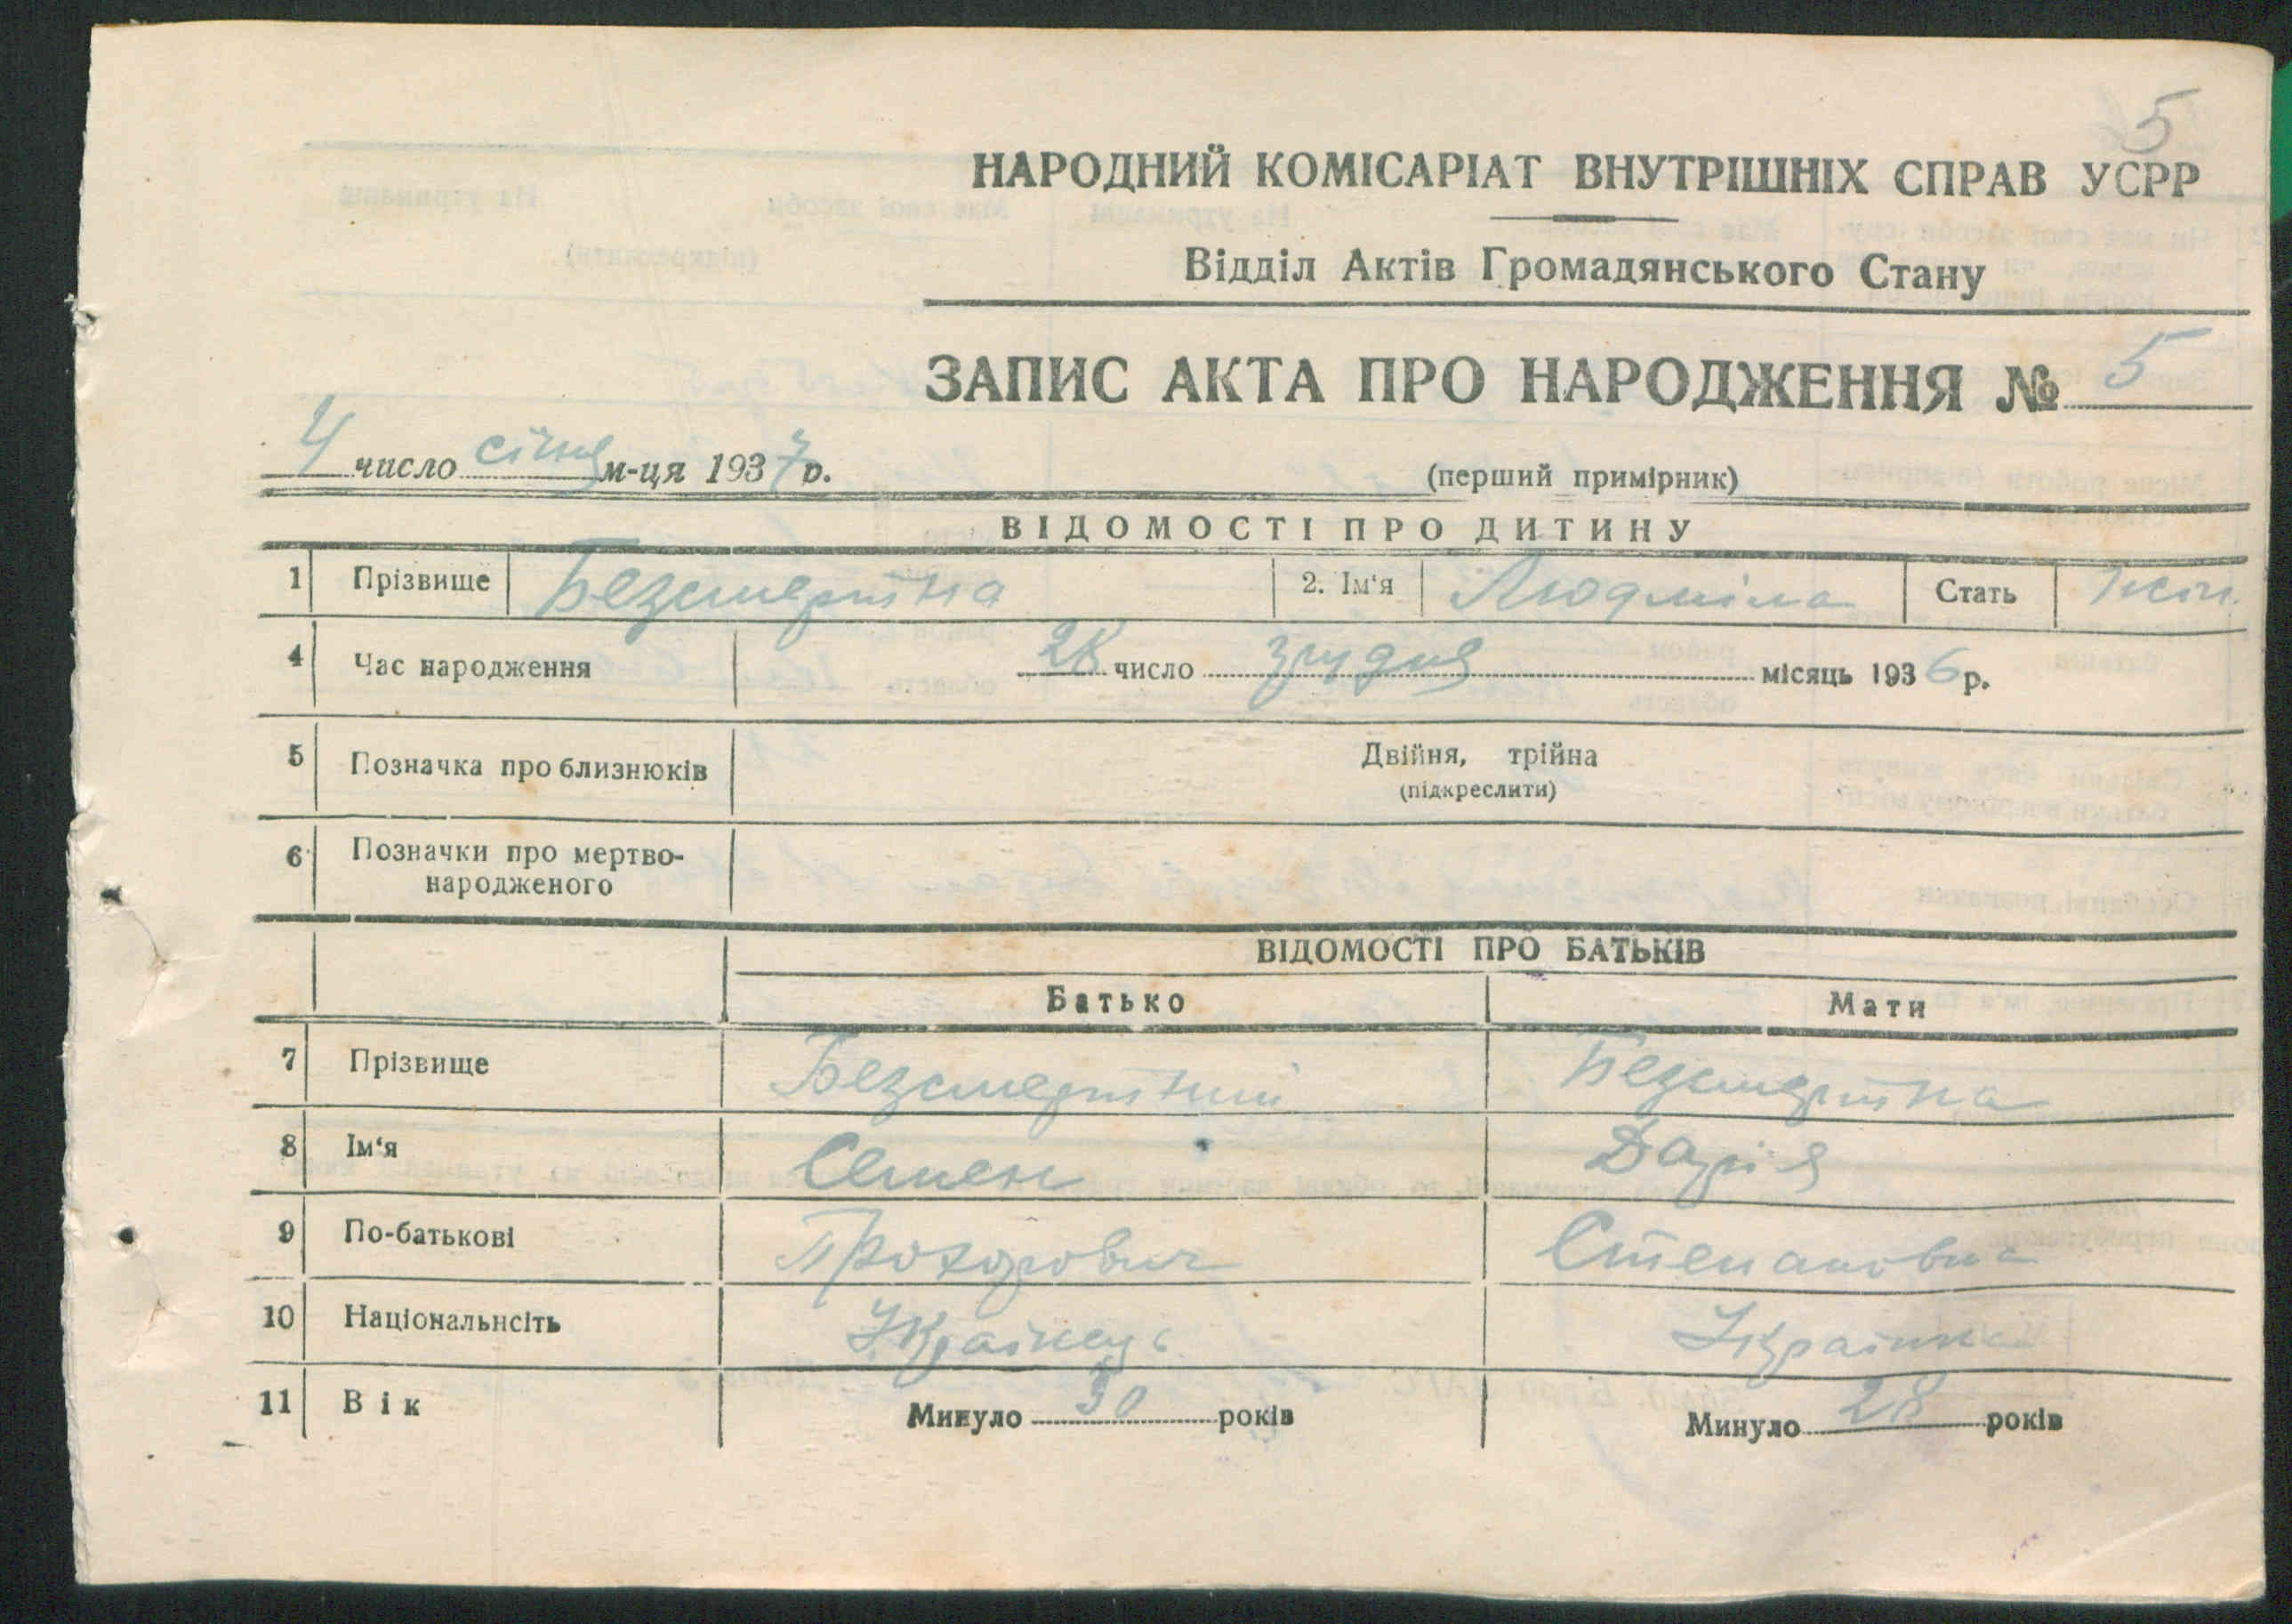 5
НАРОДНИЙ КОМІСАРІАТ ВНУТРІШНІХ СПРАВ УСРР
Відділ Актів Громадянського Стану
ЗАПИС АКТА ПРО НАРОДЖЕННЯ № 5
4 число січня м-ця 1937 р.
(перший примірник)
ВІДОМОСТІ ПРО ДИТИНУ
1 Прізвище Безсмертна 2. Ім'я Людміла Стать жін.
4 Час народження 28 число грудня місяць 1936 р.
5 Позначка про близнюків Двійня, трійна
(підкреслити)
6 Позначки про мертво-
народженого
ВІДОМОСТІ ПРО БАТЬКІВ
Батько Мати
7 Прізвище Безсмертний Безсмертна
8 Ім'я Семен Дарія
9 По-батькові Прохорович Степановна
10 Національнсіть Українець Українка
11 Вік Минуло 30 років Минуло 28 років